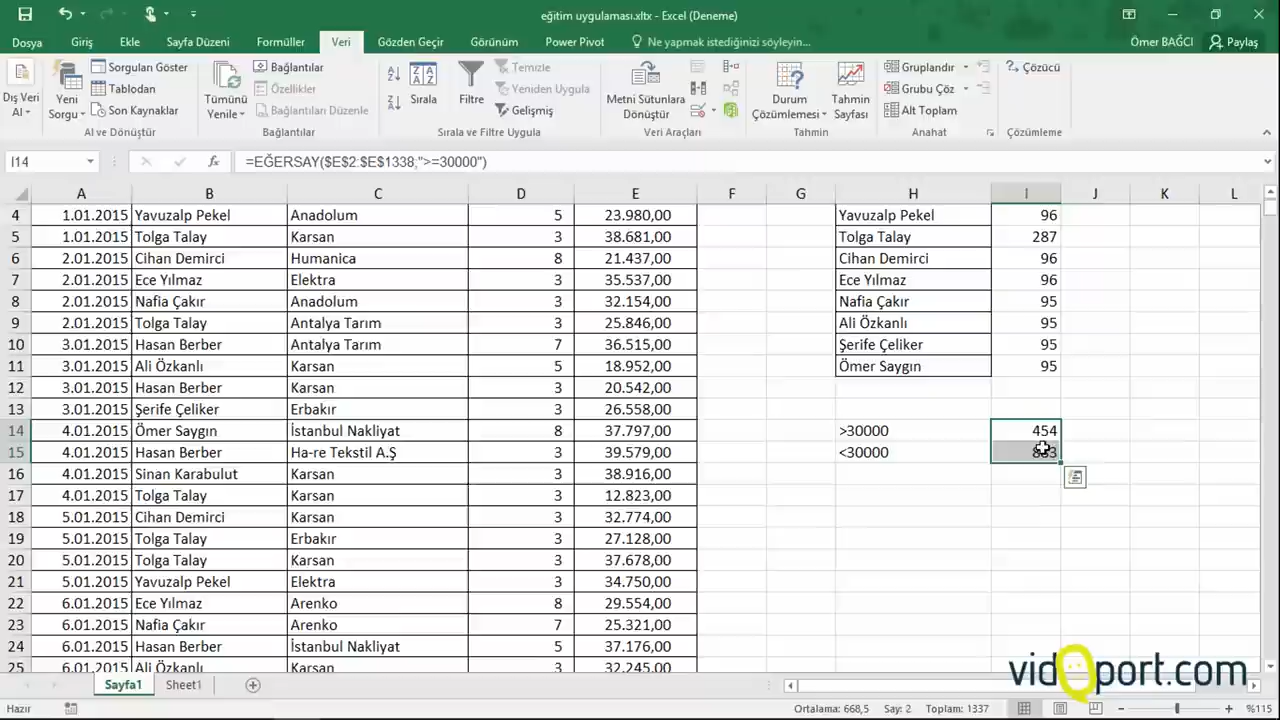 eğitim uygulaması.xltx - Excel (Deneme)
Dosya Giriş Ekle Sayfa Düzeni Formüller Veri Gözden Geçir Görünüm Power Pivot Ne yapmak istediğinizi söyleyin... Ömer BAĞCI Paylaş
Dış Veri Al
Yeni Sorgu
Sorguları Göster
Tablodan
Son Kaynaklar
Al ve Dönüştür
Tümünü Yenile
Bağlantılar
Özellikler
Bağlantıları Düzenle
Bağlantılar
Sırala
Filtre
Temizle
Yeniden Uygula
Gelişmiş
Sırala ve Filtre Uygula
Metni Sütunlara Dönüştür
Veri Araçları
Durum Çözümlemesi
Tahmin Sayfası
Tahmin
Gruplandır
Grubu Çöz
Alt Toplam
Anahat
Çözücü
Çözümleme
I14 fx =EĞERSAY($E$2:$E$1338;">=30000")
A B C D E F G H I J K L
4 1.01.2015 Yavuzalp Pekel Anadolum 5 23.980,00 Yavuzalp Pekel 96
5 1.01.2015 Tolga Talay Karsan 3 38.681,00 Tolga Talay 287
6 2.01.2015 Cihan Demirci Humanica 8 21.437,00 Cihan Demirci 96
7 2.01.2015 Ece Yılmaz Elektra 3 35.537,00 Ece Yılmaz 96
8 2.01.2015 Nafia Çakır Anadolum 3 32.154,00 Nafia Çakır 95
9 2.01.2015 Tolga Talay Antalya Tarım 3 25.846,00 Ali Özkanlı 95
10 3.01.2015 Hasan Berber Antalya Tarım 7 36.515,00 Şerife Çeliker 95
11 3.01.2015 Ali Özkanlı Karsan 5 18.952,00 Ömer Saygın 95
12 3.01.2015 Hasan Berber Karsan 3 20.542,00
13 3.01.2015 Şerife Çeliker Erbakır 3 26.558,00
14 4.01.2015 Ömer Saygın İstanbul Nakliyat 8 37.797,00 >30000 454
15 4.01.2015 Hasan Berber Ha-re Tekstil A.Ş 3 39.579,00 <30000
16 4.01.2015 Sinan Karabulut Karsan 3 38.916,00
17 4.01.2015 Tolga Talay Karsan 3 12.823,00
18 5.01.2015 Cihan Demirci Karsan 3 32.774,00
19 5.01.2015 Tolga Talay Erbakır 3 27.128,00
20 5.01.2015 Tolga Talay Karsan 3 37.678,00
21 5.01.2015 Yavuzalp Pekel Elektra 3 34.750,00
22 6.01.2015 Ece Yılmaz Arenko 8 29.554,00
23 6.01.2015 Nafia Çakır Arenko 7 25.321,00
24 6.01.2015 Hasan Berber İstanbul Nakliyat 5 37.176,00
25 6.01.2015 Ali Özkanlı Karsan 3 32.245,00
vidOport.com
Sayfa1 Sheet1
Hazır Ortalama: 668,5 Say: 2 Toplam: 1337 %115